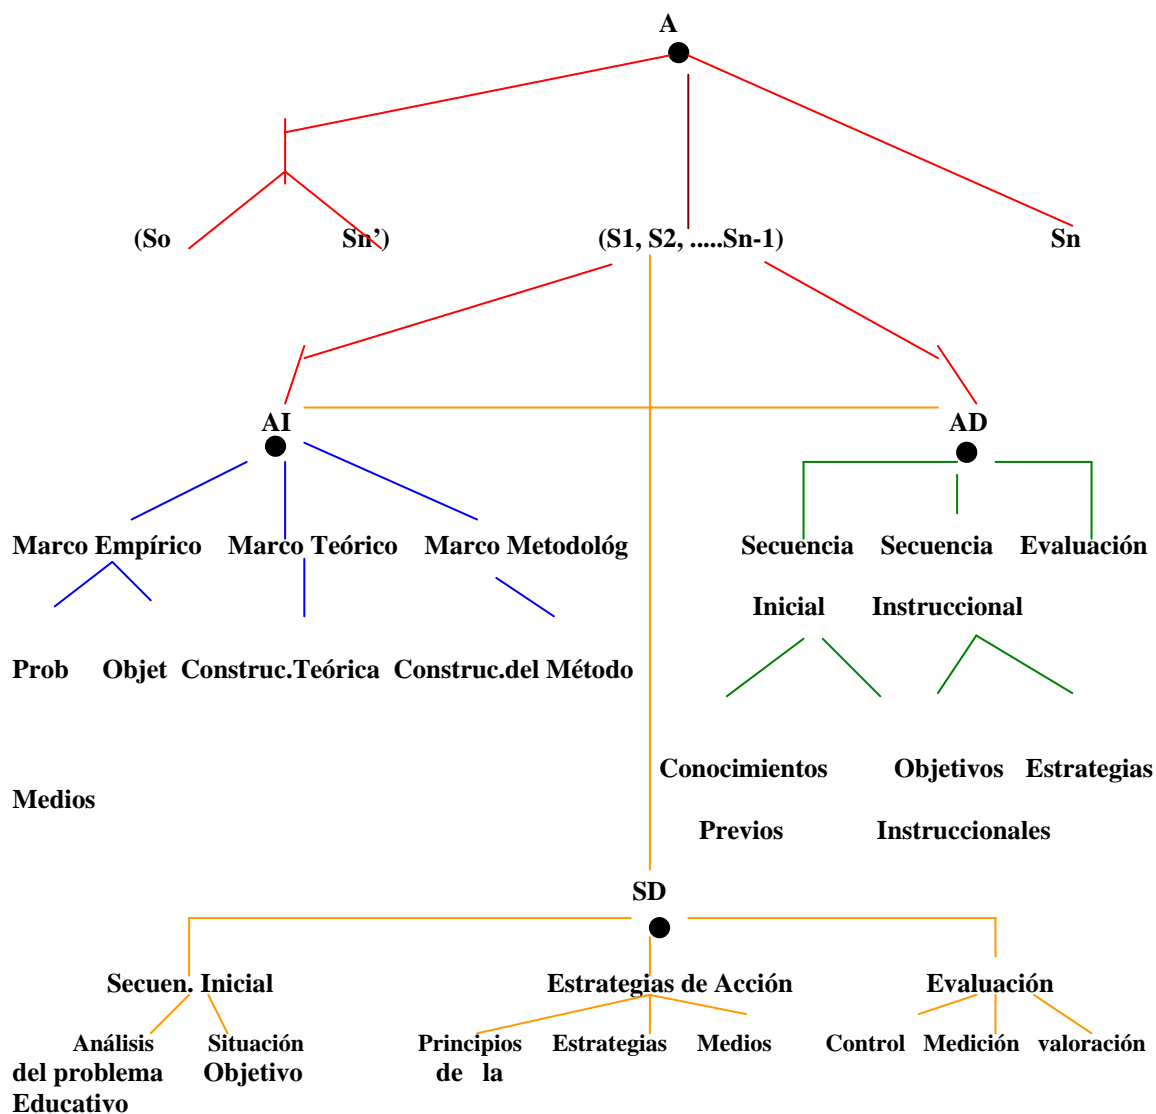 A
(So Sn’) (S1, S2, .....Sn-1) Sn
AI AD
Marco Empírico Marco Teórico Marco Metodológ Secuencia Secuencia Evaluación
Inicial Instruccional
Prob Objet Construc.Teórica Construc.del Método
Conocimientos Objetivos Estrategias
Medios
Previos Instruccionales
SD
Secuen. Inicial Estrategias de Acción Evaluación
Análisis Situación Principios Estrategias Medios Control Medición valoración
del problema Objetivo de la
Educativo